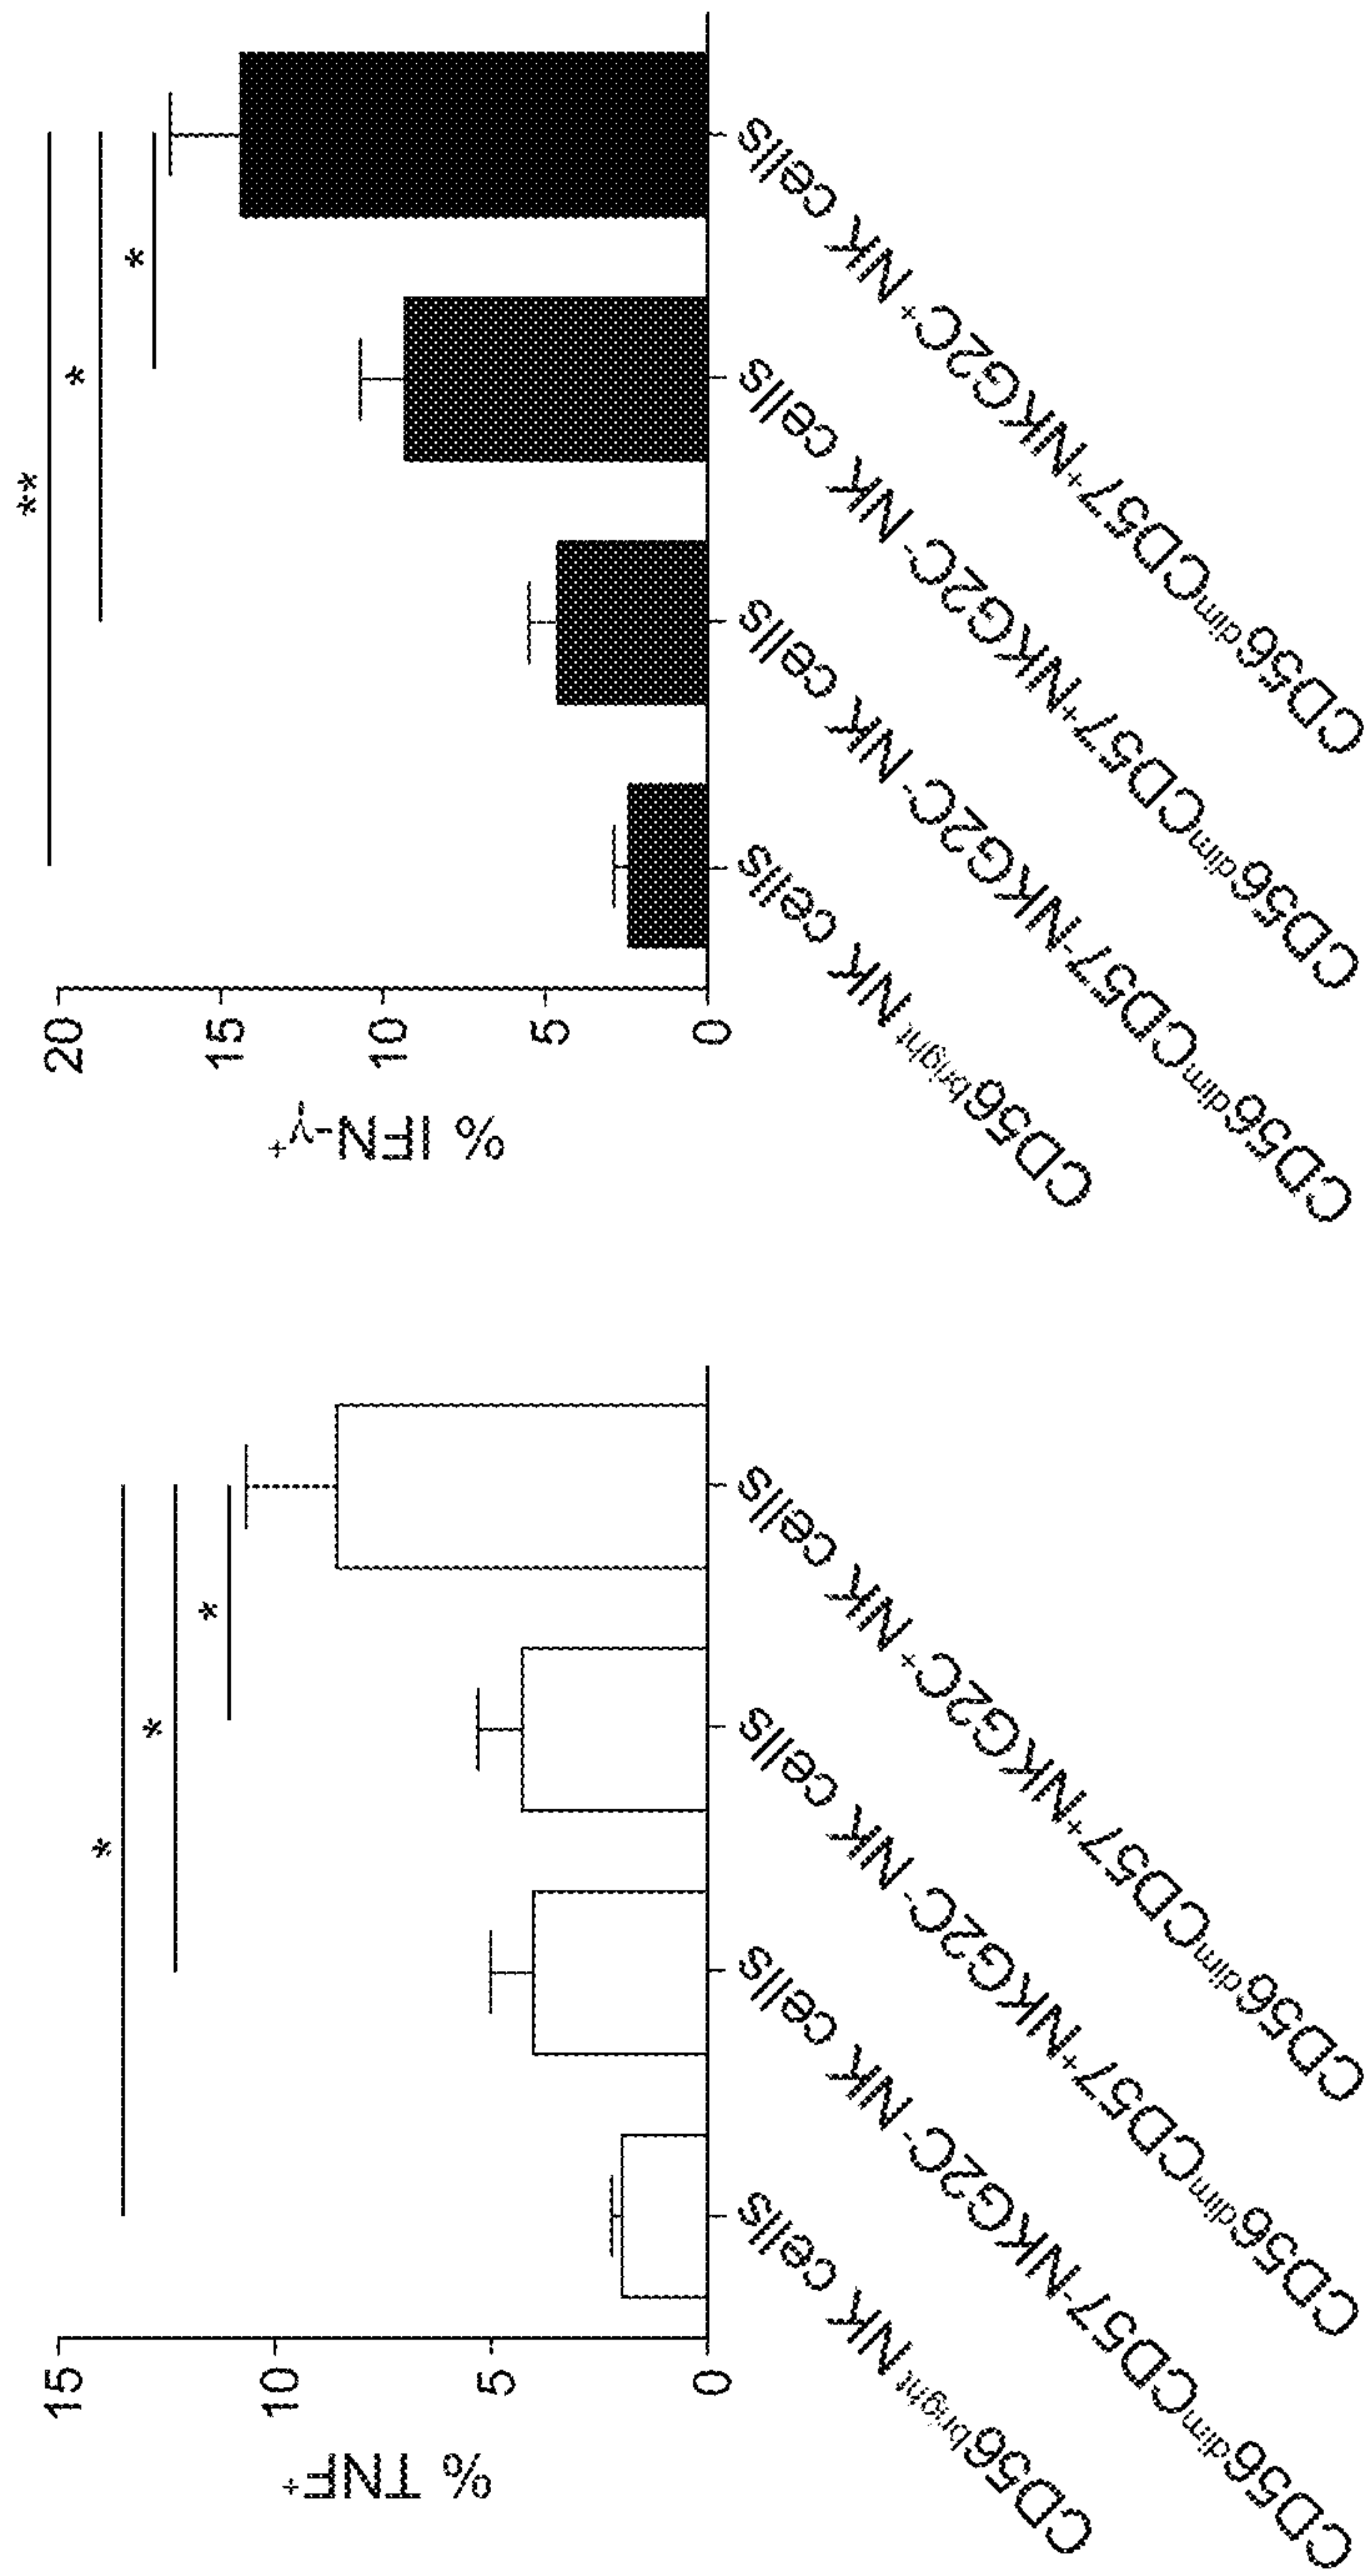 % TNF⁺
15
10
5
0
*
*
*
CD56ᵇʳⁱᵍʰᵗ NK cells
CD56ᵈⁱᵐCD57⁻NKG2C⁻ NK cells
CD56ᵈⁱᵐCD57⁺NKG2C⁻ NK cells
CD56ᵈⁱᵐCD57⁺NKG2C⁺ NK cells
% IFN-γ⁺
20
15
10
5
0
**
*
*
CD56ᵇʳⁱᵍʰᵗ NK cells
CD56ᵈⁱᵐCD57⁻NKG2C⁻ NK cells
CD56ᵈⁱᵐCD57⁺NKG2C⁻ NK cells
CD56ᵈⁱᵐCD57⁺NKG2C⁺ NK cells